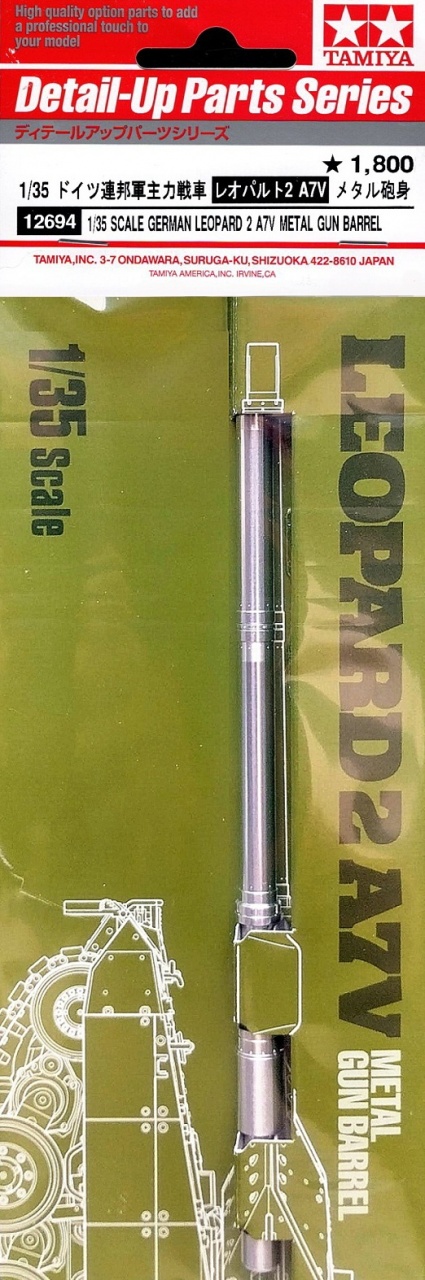 High quality option parts to add
a professional touch to
your model
TAMIYA
Detail-Up Parts Series
ディテールアップパーツシリーズ
★ 1,800
1/35 ドイツ連邦軍主力戦車 レオパルト2 A7V メタル砲身
12694 1/35 SCALE GERMAN LEOPARD 2 A7V METAL GUN BARREL
TAMIYA,INC. 3-7 ONDAWARA, SURUGA-KU, SHIZUOKA 422-8610 JAPAN
TAMIYA AMERICA,INC. IRVINE,CA
1/35 Scale
LEOPARD 2 A7V
METAL
GUN BARREL